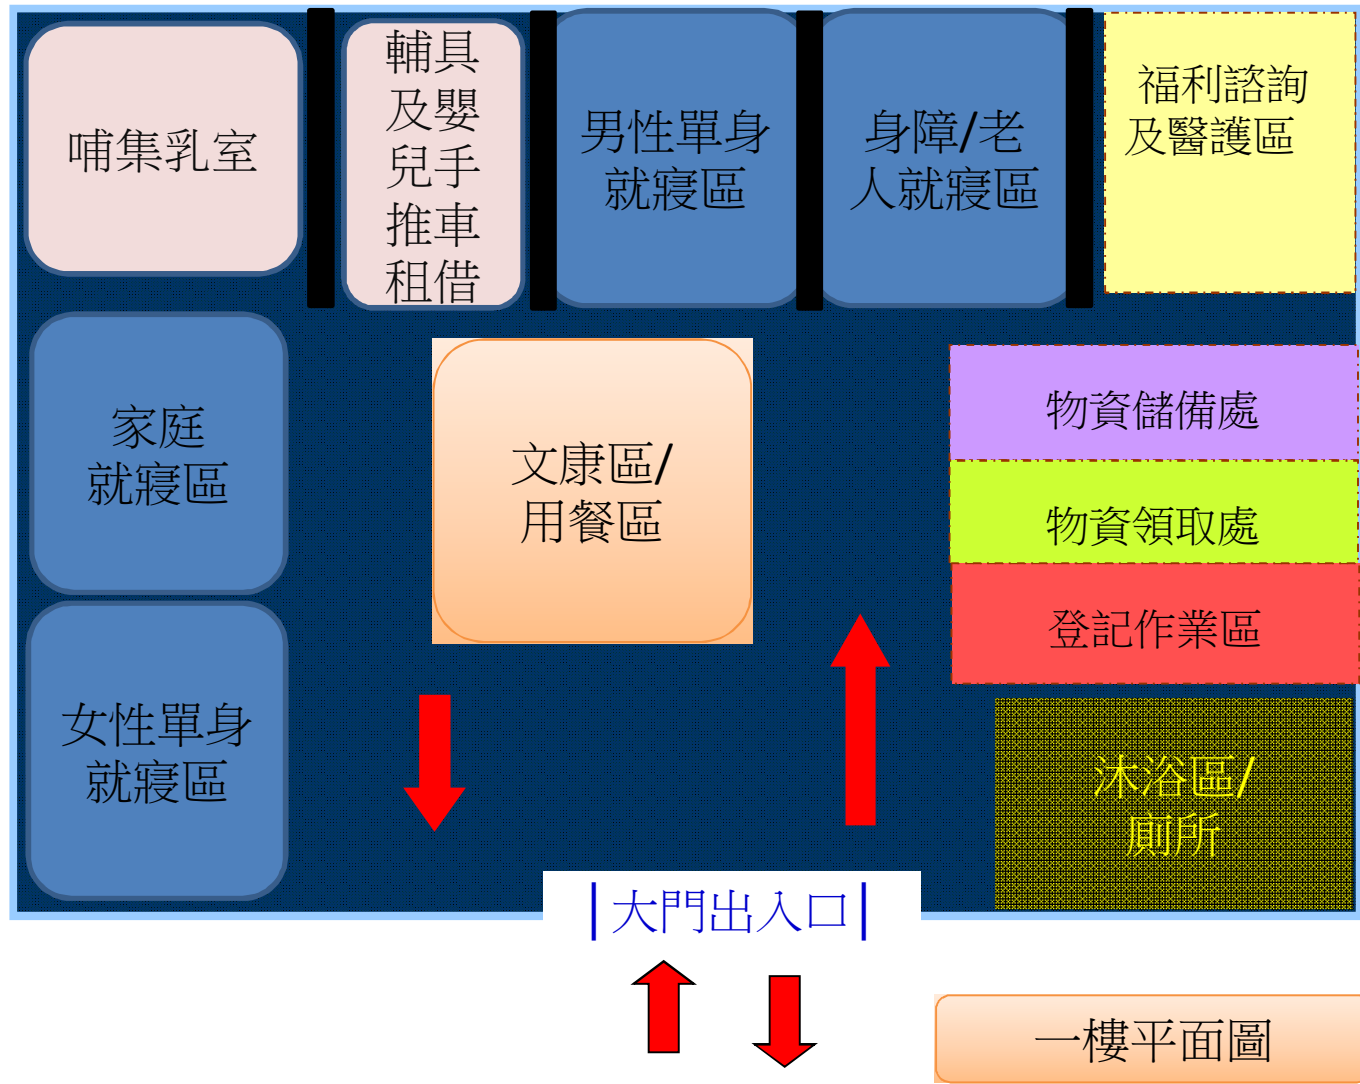 哺集乳室
輔具
及嬰
兒手
推車
租借
男性單身
就寢區
身障/老
人就寢區
福利諮詢
及醫護區
家庭
就寢區
文康區/
用餐區
物資儲備處
物資領取處
登記作業區
女性單身
就寢區
沐浴區/
廁所
|大門出入口|
一樓平面圖